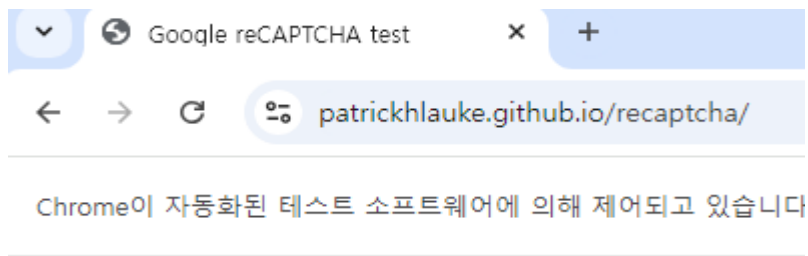 Google reCAPTCHA test
patrickhlauke.github.io/recaptcha/
Chrome이 자동화된 테스트 소프트웨어에 의해 제어되고 있습니다